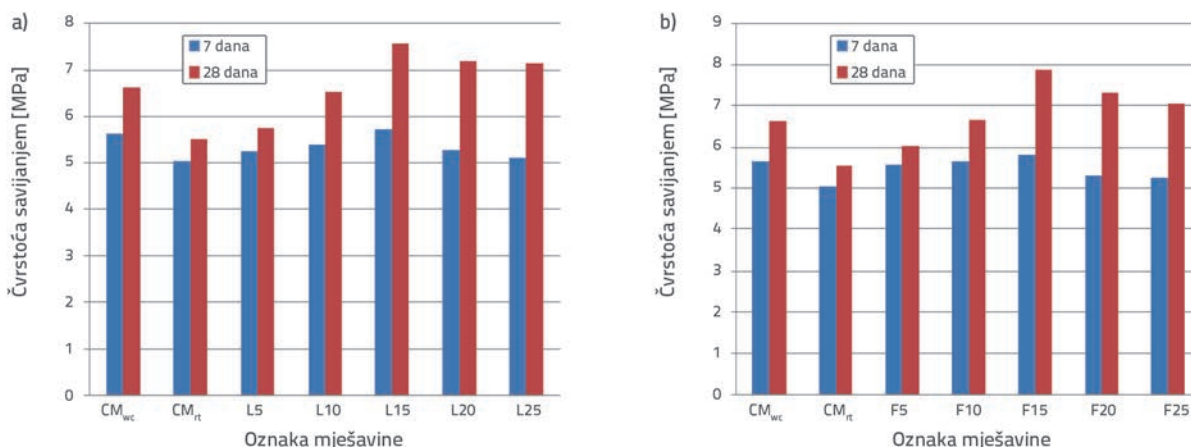 a)
Čvrstoća savijanjem [MPa]
8
7
6
5
4
3
2
1
0
7 dana
28 dana
CMwc CMrt L5 L10 L15 L20 L25
Oznaka mješavine
b)
Čvrstoća savijanjem [MPa]
9
8
7
6
5
4
3
2
1
0
7 dana
28 dana
CMwc CMrt F5 F10 F15 F20 F25
Oznaka mješavine